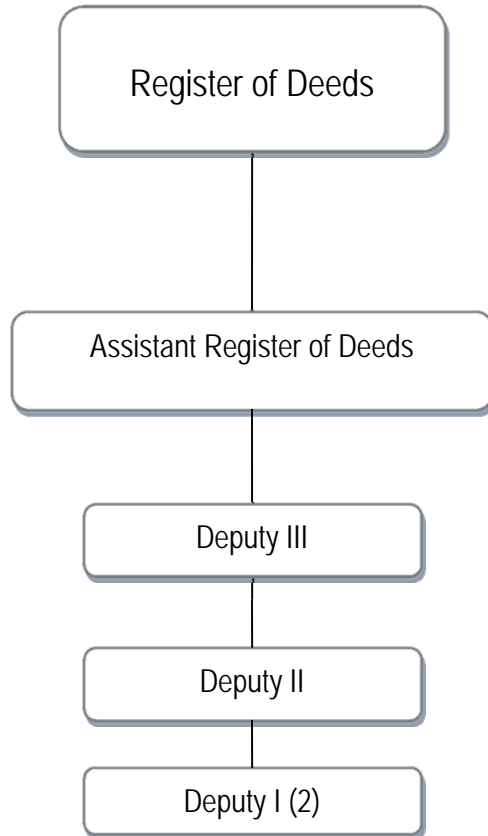 Register of Deeds
Assistant Register of Deeds
Deputy III
Deputy II
Deputy I (2)